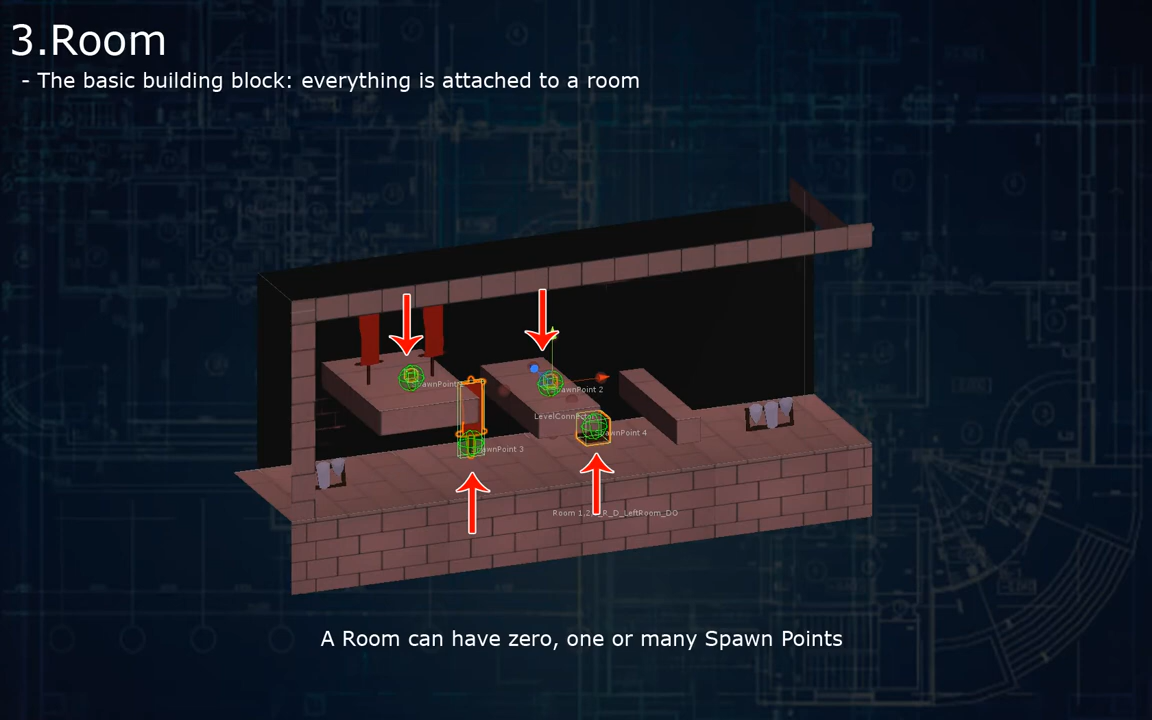 3.Room
- The basic building block: everything is attached to a room
SpawnPoint
SpawnPoint 2
LevelConnector
SpawnPoint 4
SpawnPoint 3
A Room can have zero, one or many Spawn Points